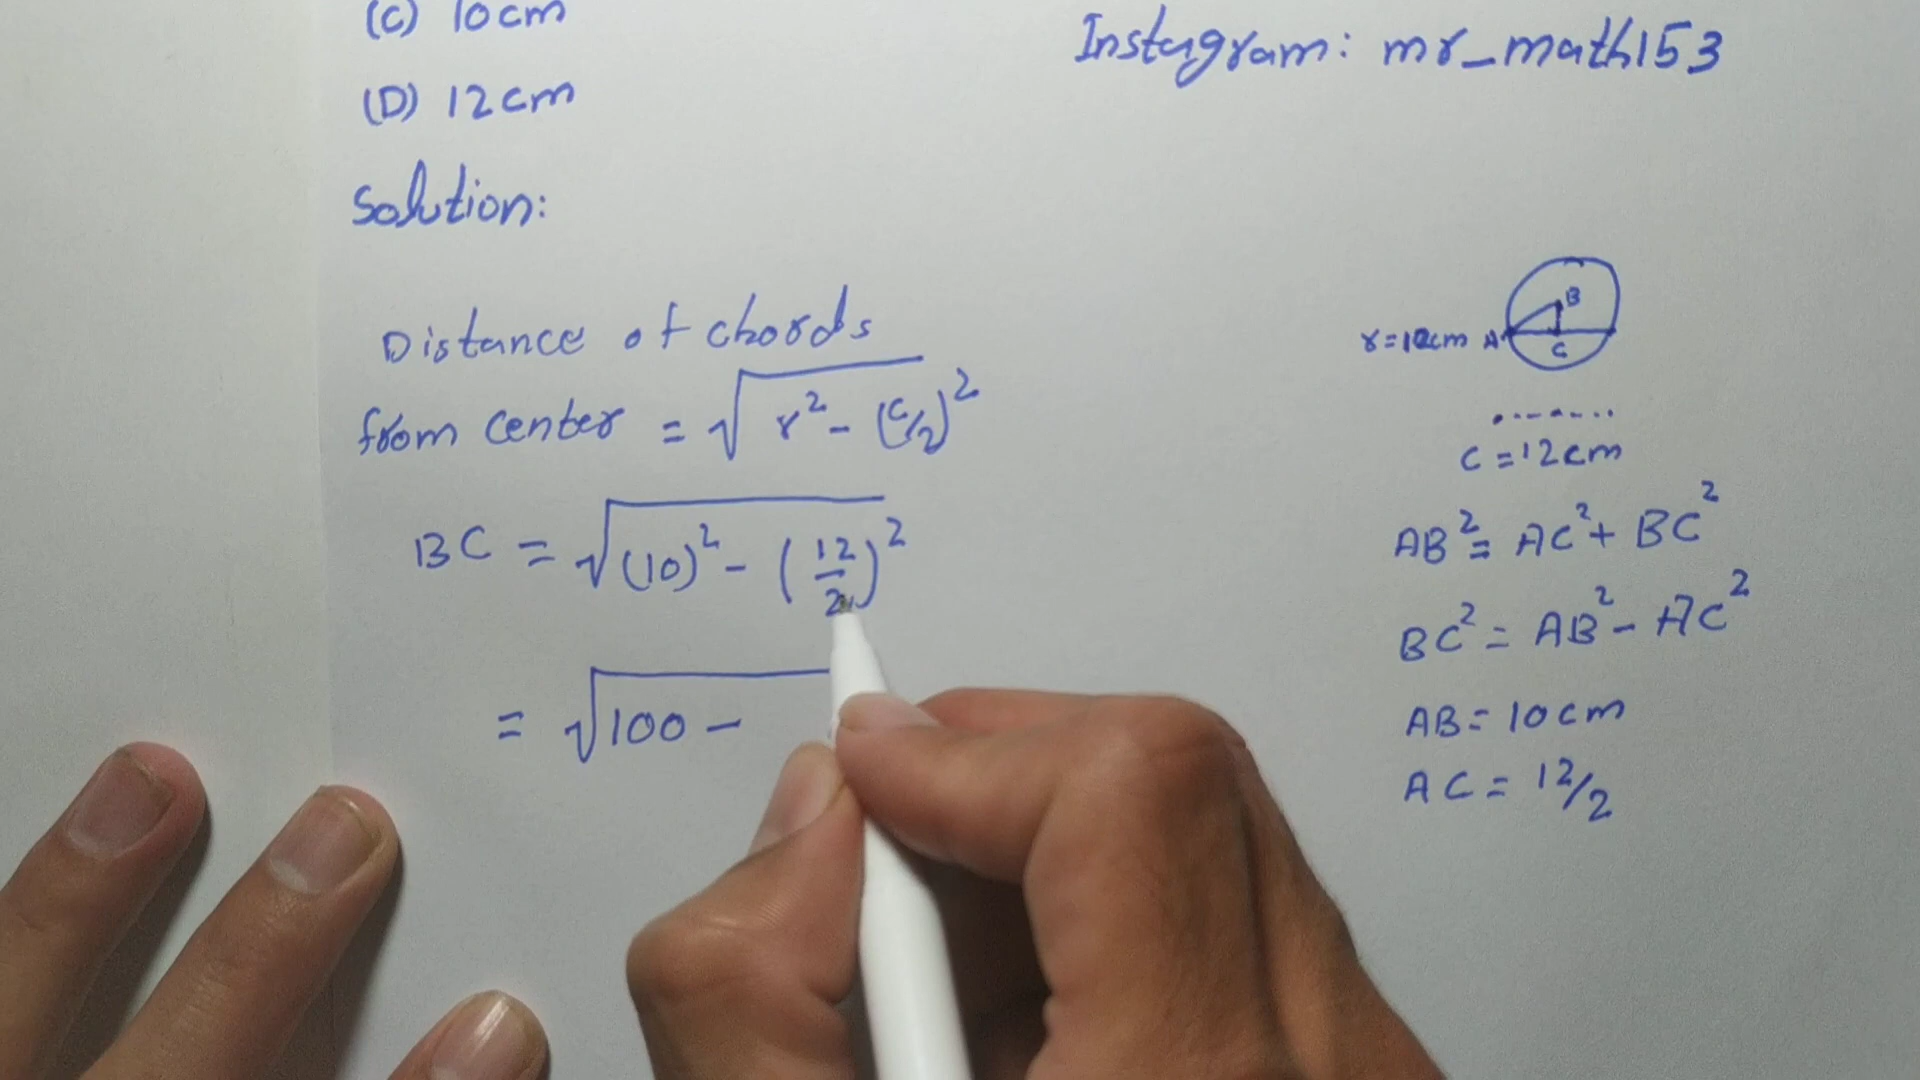 (C) 10cm
(D) 12cm
Instagram: mr_math153
Solution:
Distance of chords
from center = √r² - (c/2)²
BC = √(10)² - (12/2)²
= √100 -
B
r=10cm A
C
c=12cm
AB² = AC² + BC²
BC² = AB² - AC²
AB = 10cm
AC = 12/2